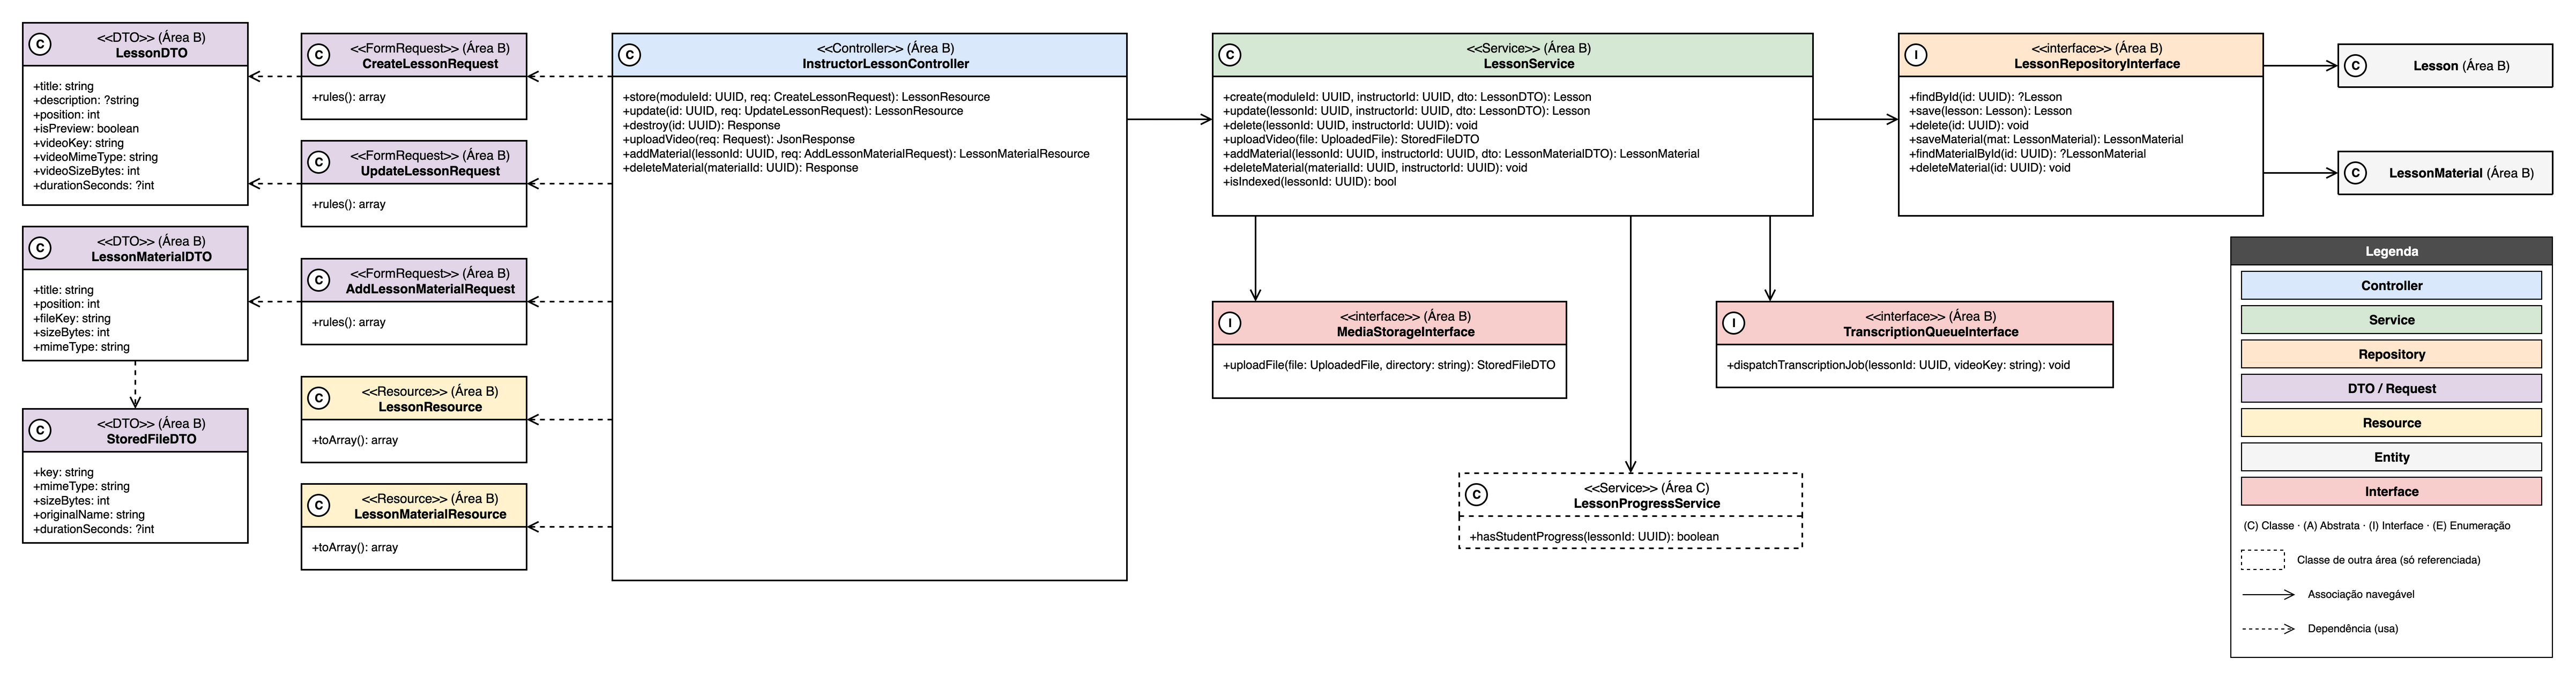 C
<<DTO>> (Área B)
LessonDTO
+title: string
+description: ?string
+position: int
+isPreview: boolean
+videoKey: string
+videoMimeType: string
+videoSizeBytes: int
+durationSeconds: ?int
C
<<DTO>> (Área B)
LessonMaterialDTO
+title: string
+position: int
+fileKey: string
+sizeBytes: int
+mimeType: string
C
<<DTO>> (Área B)
StoredFileDTO
+key: string
+mimeType: string
+sizeBytes: int
+originalName: string
+durationSeconds: ?int
C
<<FormRequest>> (Área B)
CreateLessonRequest
+rules(): array
C
<<FormRequest>> (Área B)
UpdateLessonRequest
+rules(): array
C
<<FormRequest>> (Área B)
AddLessonMaterialRequest
+rules(): array
C
<<Resource>> (Área B)
LessonResource
+toArray(): array
C
<<Resource>> (Área B)
LessonMaterialResource
+toArray(): array
C
<<Controller>> (Área B)
InstructorLessonController
+store(moduleId: UUID, req: CreateLessonRequest): LessonResource
+update(id: UUID, req: UpdateLessonRequest): LessonResource
+destroy(id: UUID): Response
+uploadVideo(req: Request): JsonResponse
+addMaterial(lessonId: UUID, req: AddLessonMaterialRequest): LessonMaterialResource
+deleteMaterial(materialId: UUID): Response
C
<<Service>> (Área B)
LessonService
+create(moduleId: UUID, instructorId: UUID, dto: LessonDTO): Lesson
+update(lessonId: UUID, instructorId: UUID, dto: LessonDTO): Lesson
+delete(lessonId: UUID, instructorId: UUID): void
+uploadVideo(file: UploadedFile): StoredFileDTO
+addMaterial(lessonId: UUID, instructorId: UUID, dto: LessonMaterialDTO): LessonMaterial
+deleteMaterial(materialId: UUID, instructorId: UUID): void
+isIndexed(lessonId: UUID): bool
I
<<interface>> (Área B)
MediaStorageInterface
+uploadFile(file: UploadedFile, directory: string): StoredFileDTO
I
<<interface>> (Área B)
TranscriptionQueueInterface
+dispatchTranscriptionJob(lessonId: UUID, videoKey: string): void
C
<<Service>> (Área C)
LessonProgressService
+hasStudentProgress(lessonId: UUID): boolean
I
<<interface>> (Área B)
LessonRepositoryInterface
+findById(id: UUID): ?Lesson
+save(lesson: Lesson): Lesson
+delete(id: UUID): void
+saveMaterial(mat: LessonMaterial): LessonMaterial
+findMaterialById(id: UUID): ?LessonMaterial
+deleteMaterial(id: UUID): void
C
Lesson (Área B)
C
LessonMaterial (Área B)
Legenda
Controller
Service
Repository
DTO / Request
Resource
Entity
Interface
(C) Classe · (A) Abstrata · (I) Interface · (E) Enumeração
Classe de outra área (só referenciada)
Associação navegável
Dependência (usa)